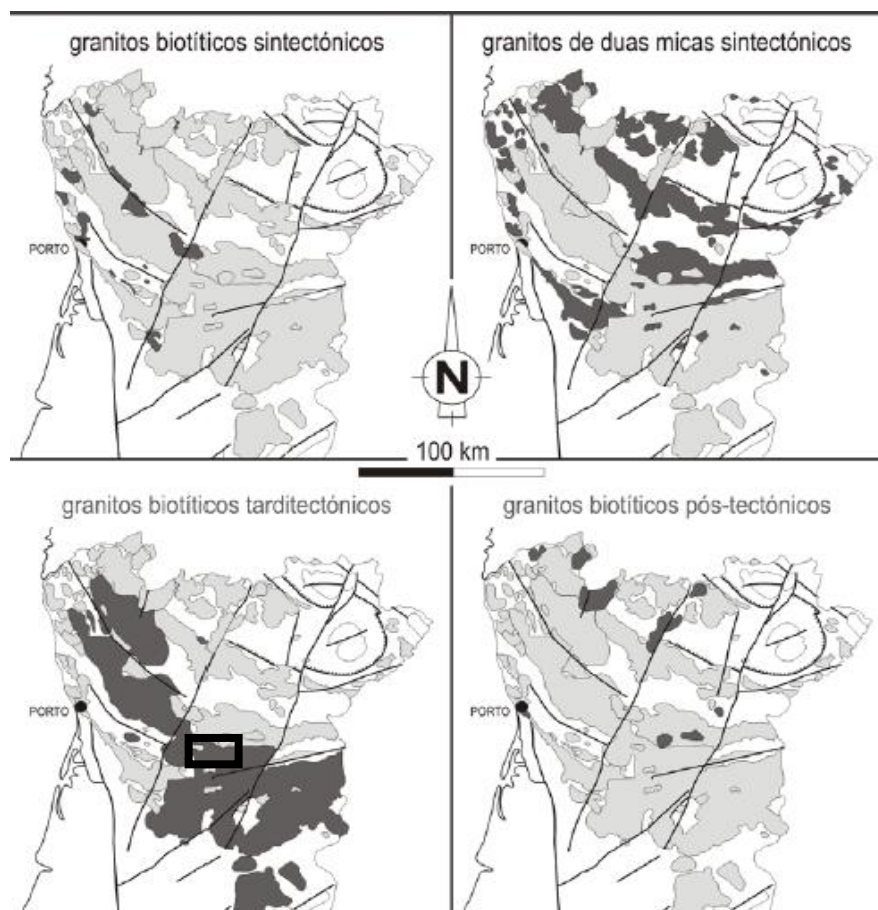 granitos biotíticos sintectónicos
granitos de duas micas sintectónicos
PORTO
PORTO
N
100 km
granitos biotíticos tarditectónicos
granitos biotíticos pós-tectónicos
PORTO
PORTO